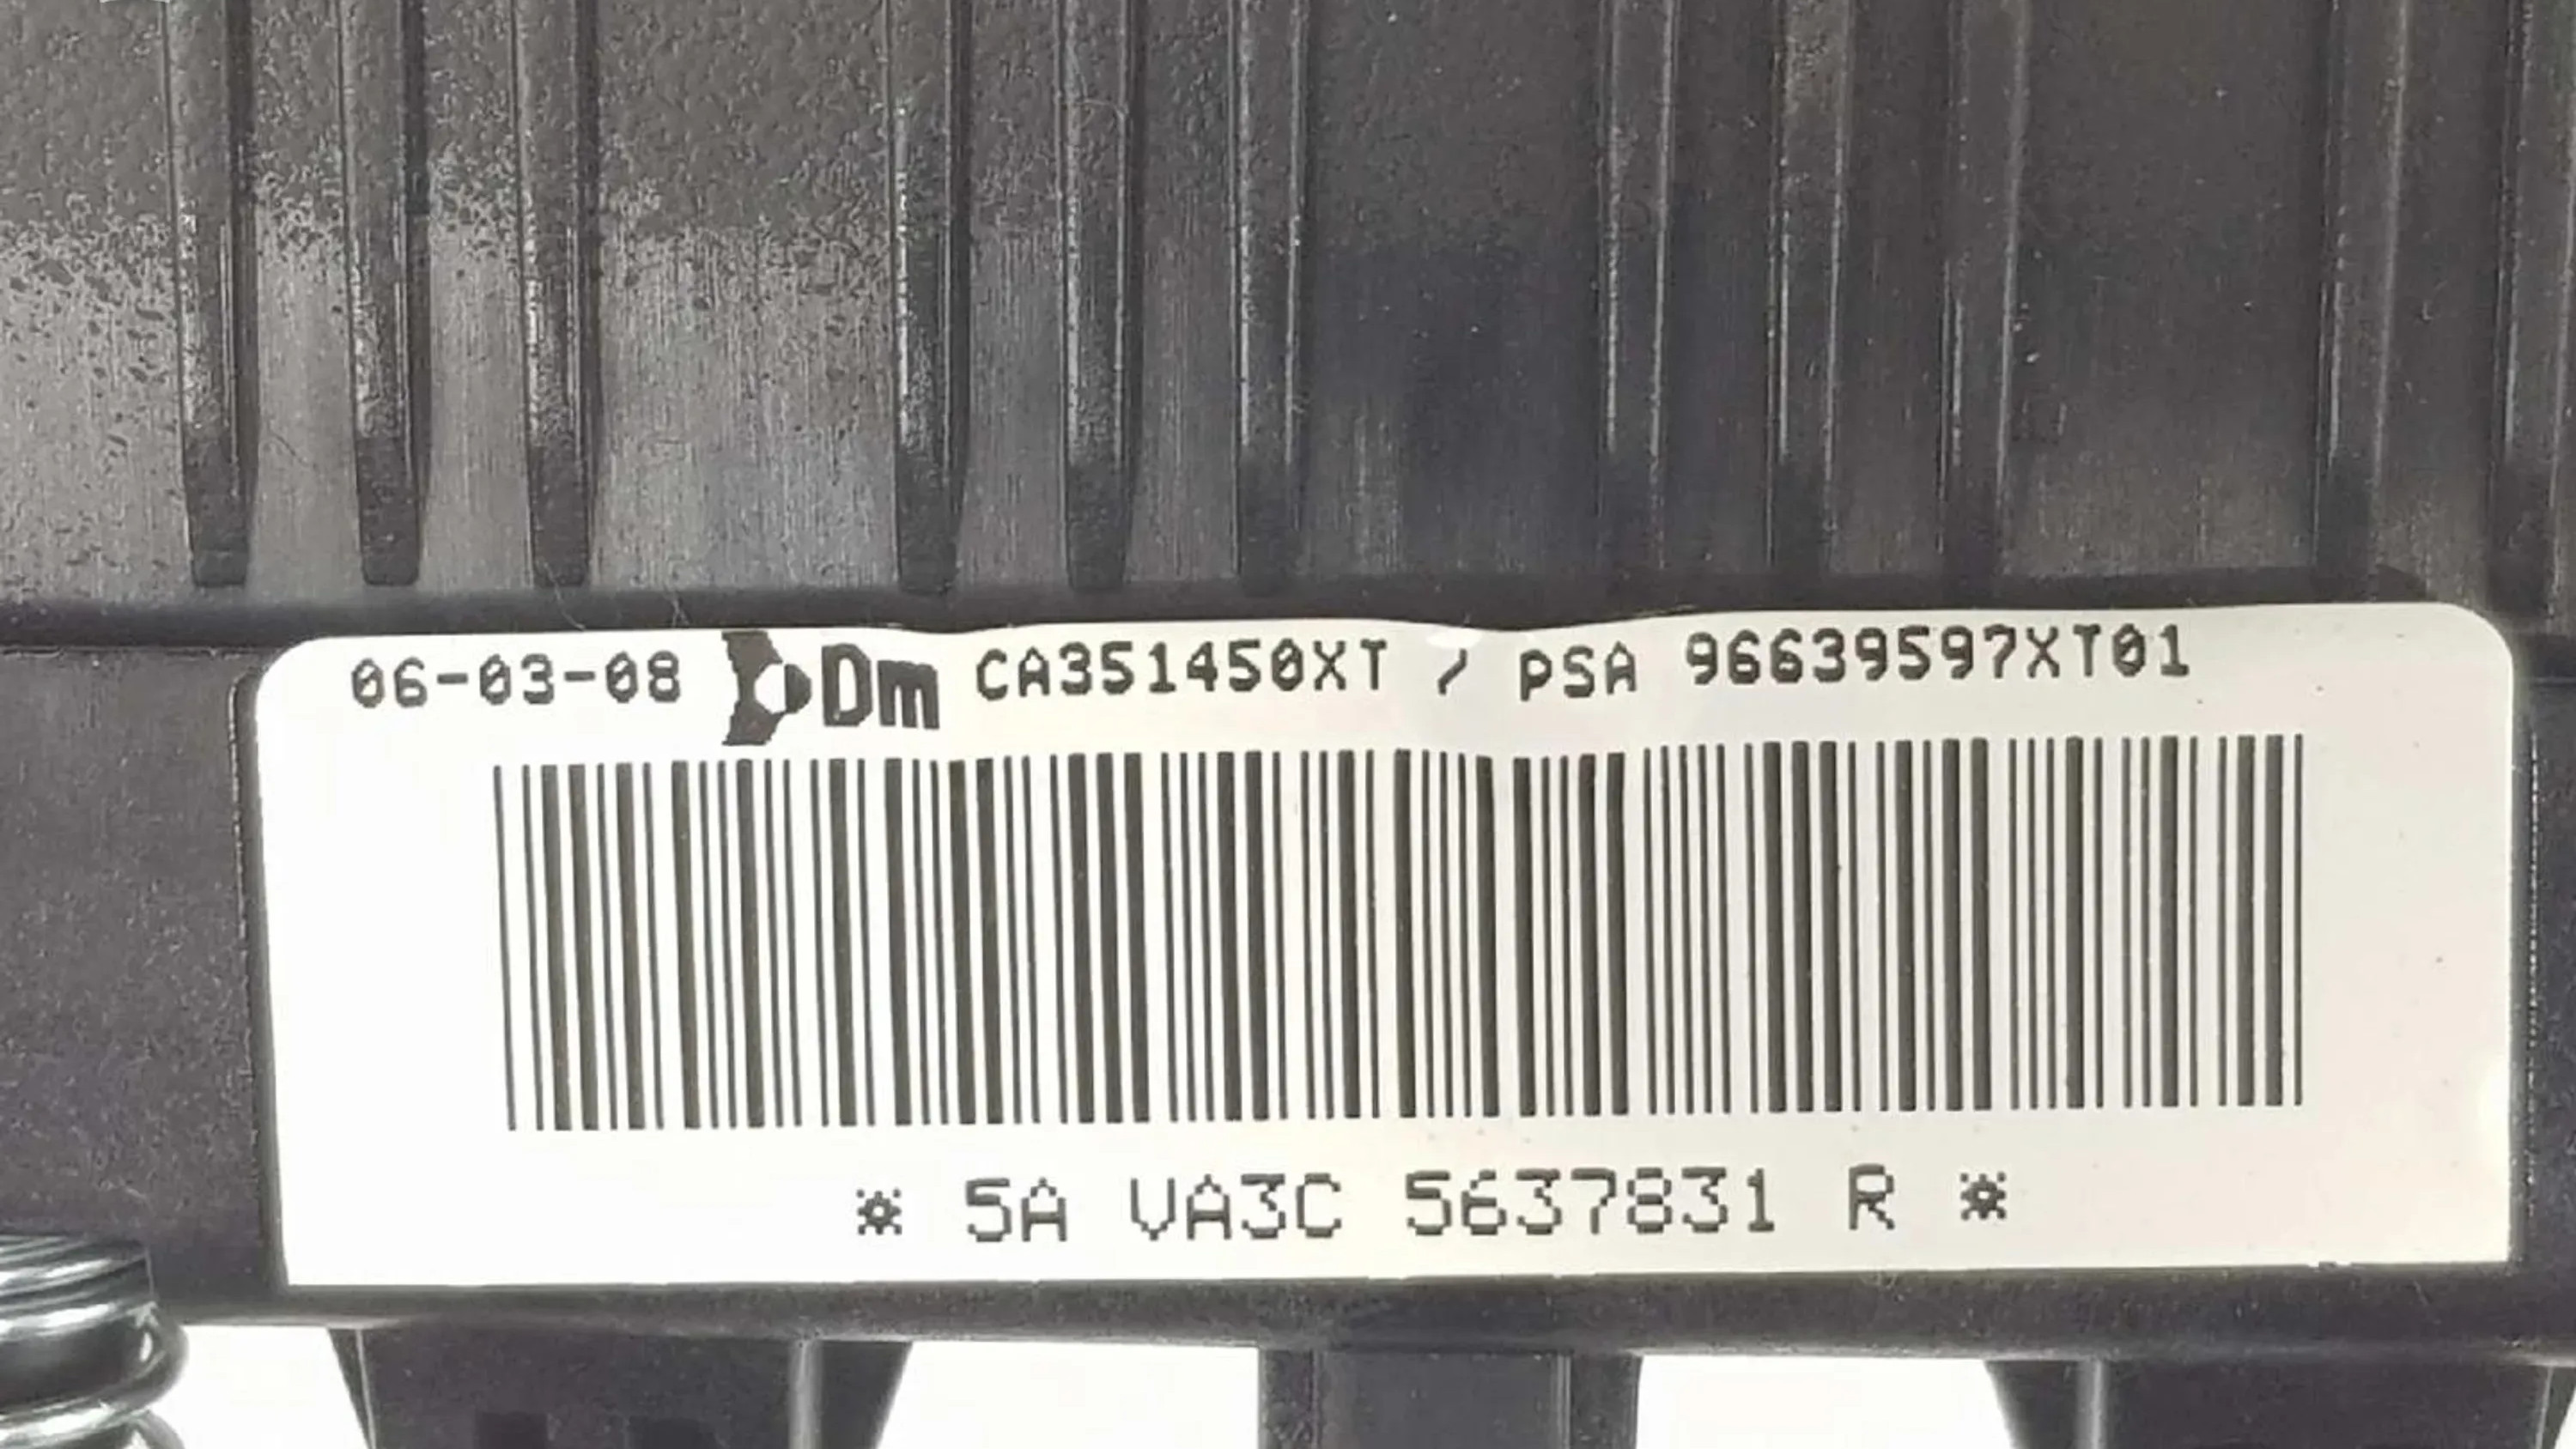 06-03-08 Dm CA351450XT / PSA 96639597XT01
* 5A VA3C 5637831 R *